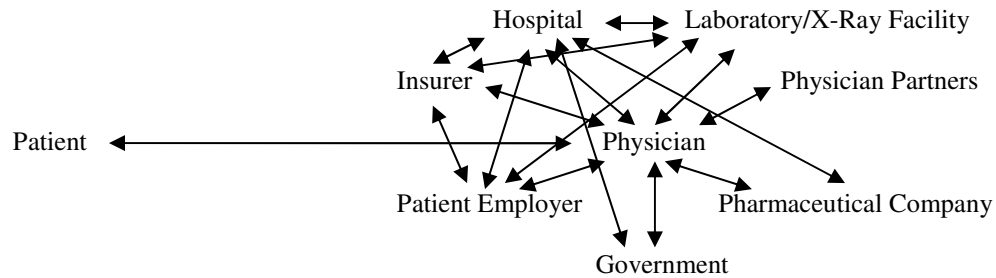 Hospital
Laboratory/X-Ray Facility
Insurer
Physician Partners
Patient
Physician
Patient Employer
Pharmaceutical Company
Government